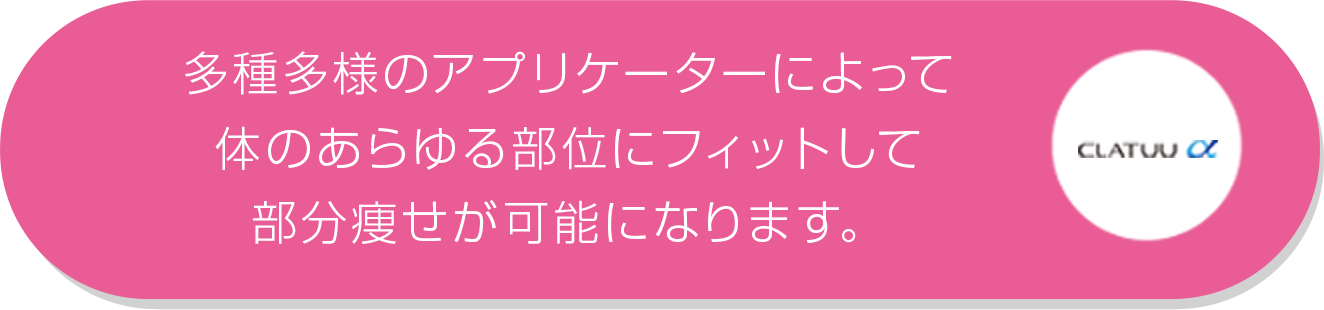 多種多様のアプリケーターによって
体のあらゆる部位にフィットして
部分痩せが可能になります。
CLATUU α